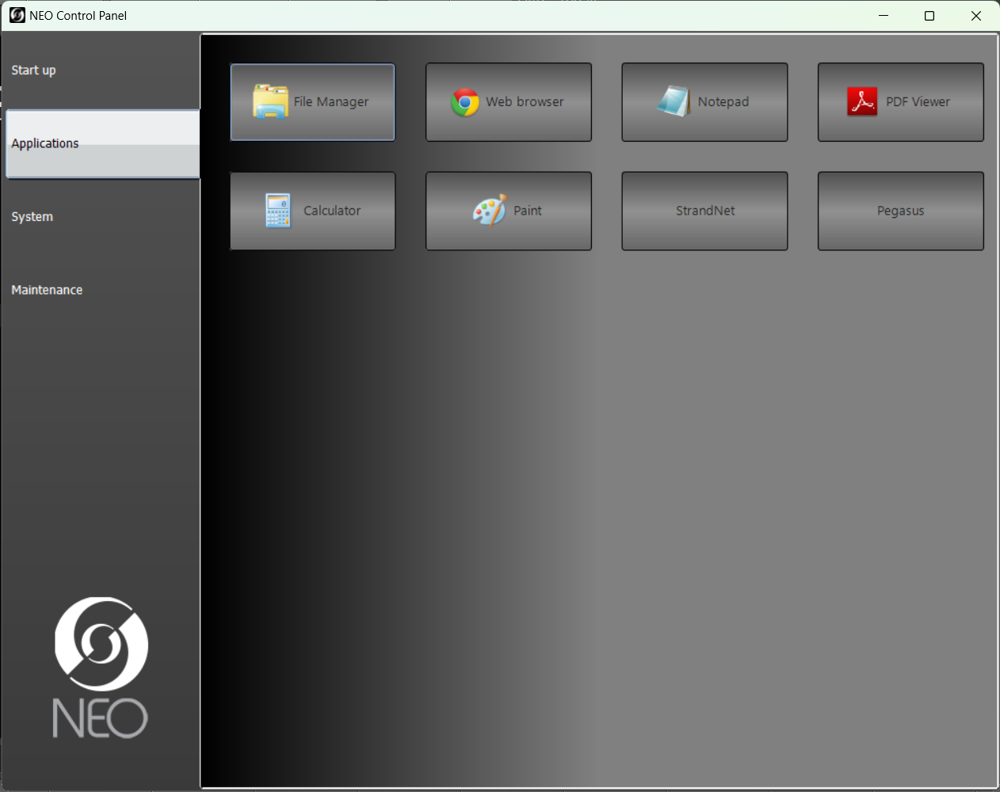 NEO Control Panel
Start up
Applications
System
Maintenance
File Manager
Web browser
Notepad
PDF Viewer
Calculator
Paint
StrandNet
Pegasus
NEO